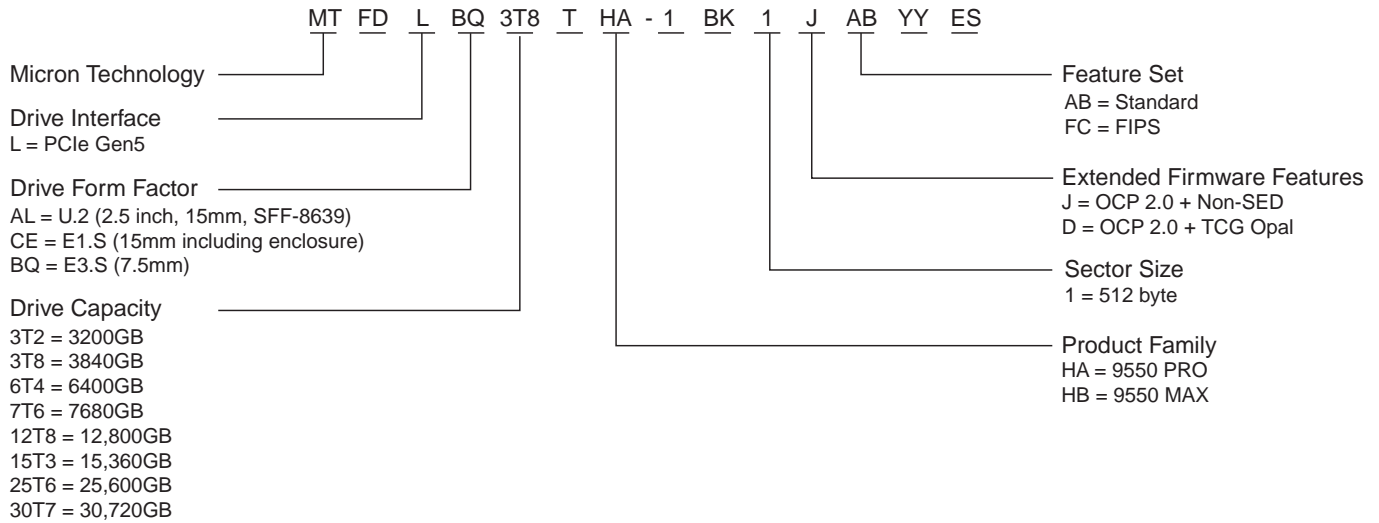 MT FD L BQ 3T8 T HA - 1 BK 1 J AB YY ES
Micron Technology
Drive Interface
L = PCIe Gen5
Drive Form Factor
AL = U.2 (2.5 inch, 15mm, SFF-8639)
CE = E1.S (15mm including enclosure)
BQ = E3.S (7.5mm)
Drive Capacity
3T2 = 3200GB
3T8 = 3840GB
6T4 = 6400GB
7T6 = 7680GB
12T8 = 12,800GB
15T3 = 15,360GB
25T6 = 25,600GB
30T7 = 30,720GB
Feature Set
AB = Standard
FC = FIPS
Extended Firmware Features
J = OCP 2.0 + Non-SED
D = OCP 2.0 + TCG Opal
Sector Size
1 = 512 byte
Product Family
HA = 9550 PRO
HB = 9550 MAX